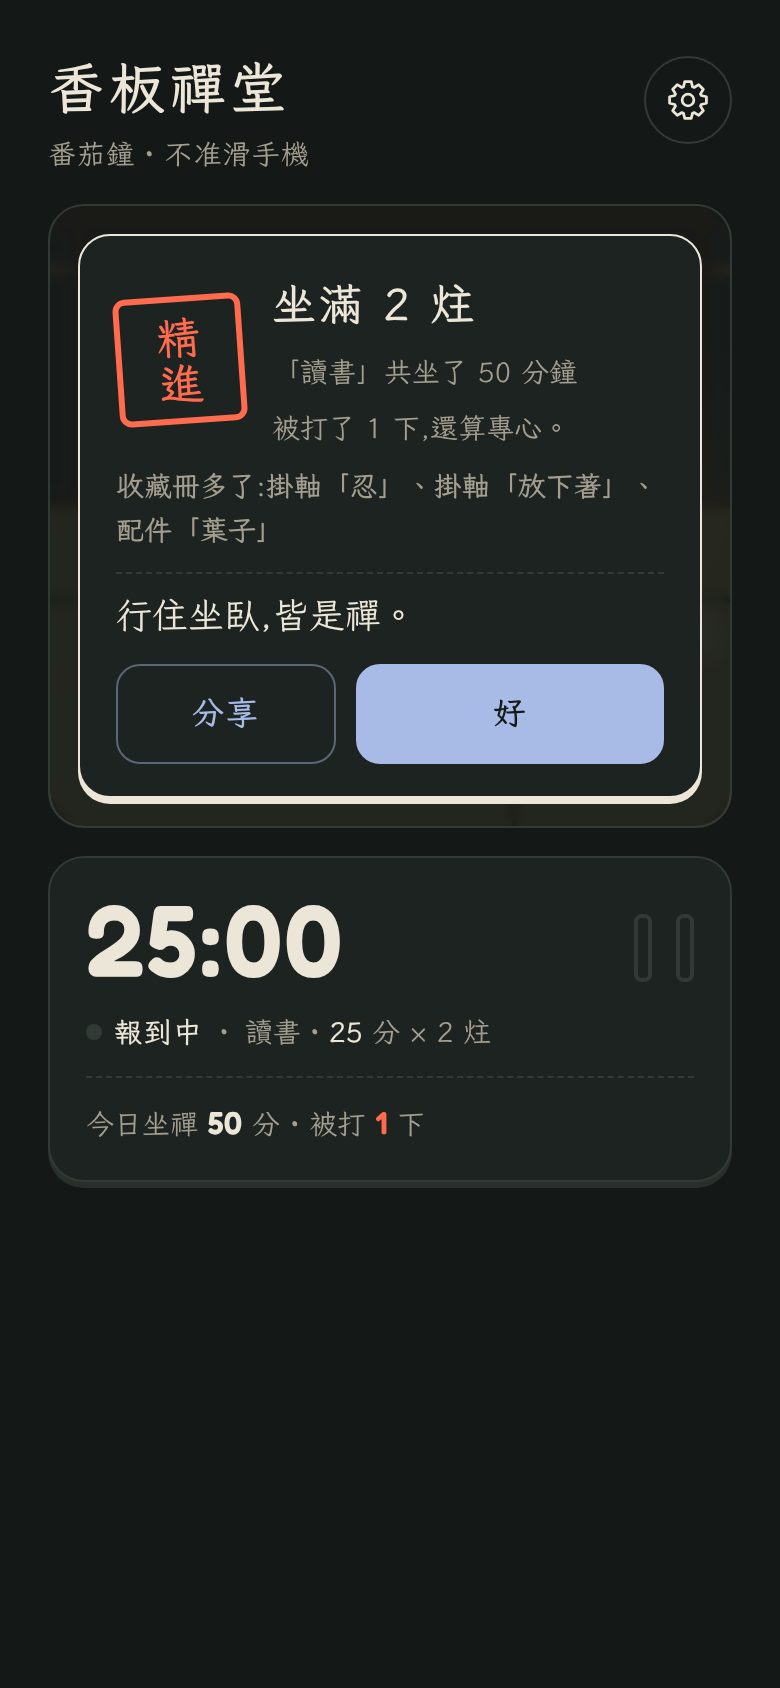 香板禪堂
番茄鐘・不准滑手機
精
進
坐滿 2 炷
「讀書」共坐了 50 分鐘
被打了 1 下,還算專心。
收藏冊多了:掛軸「忍」、掛軸「放下著」、
配件「葉子」
行住坐臥,皆是禪。
分享
好
25:00
報到中・讀書・25 分 × 2 炷
今日坐禪 50 分・被打 1 下